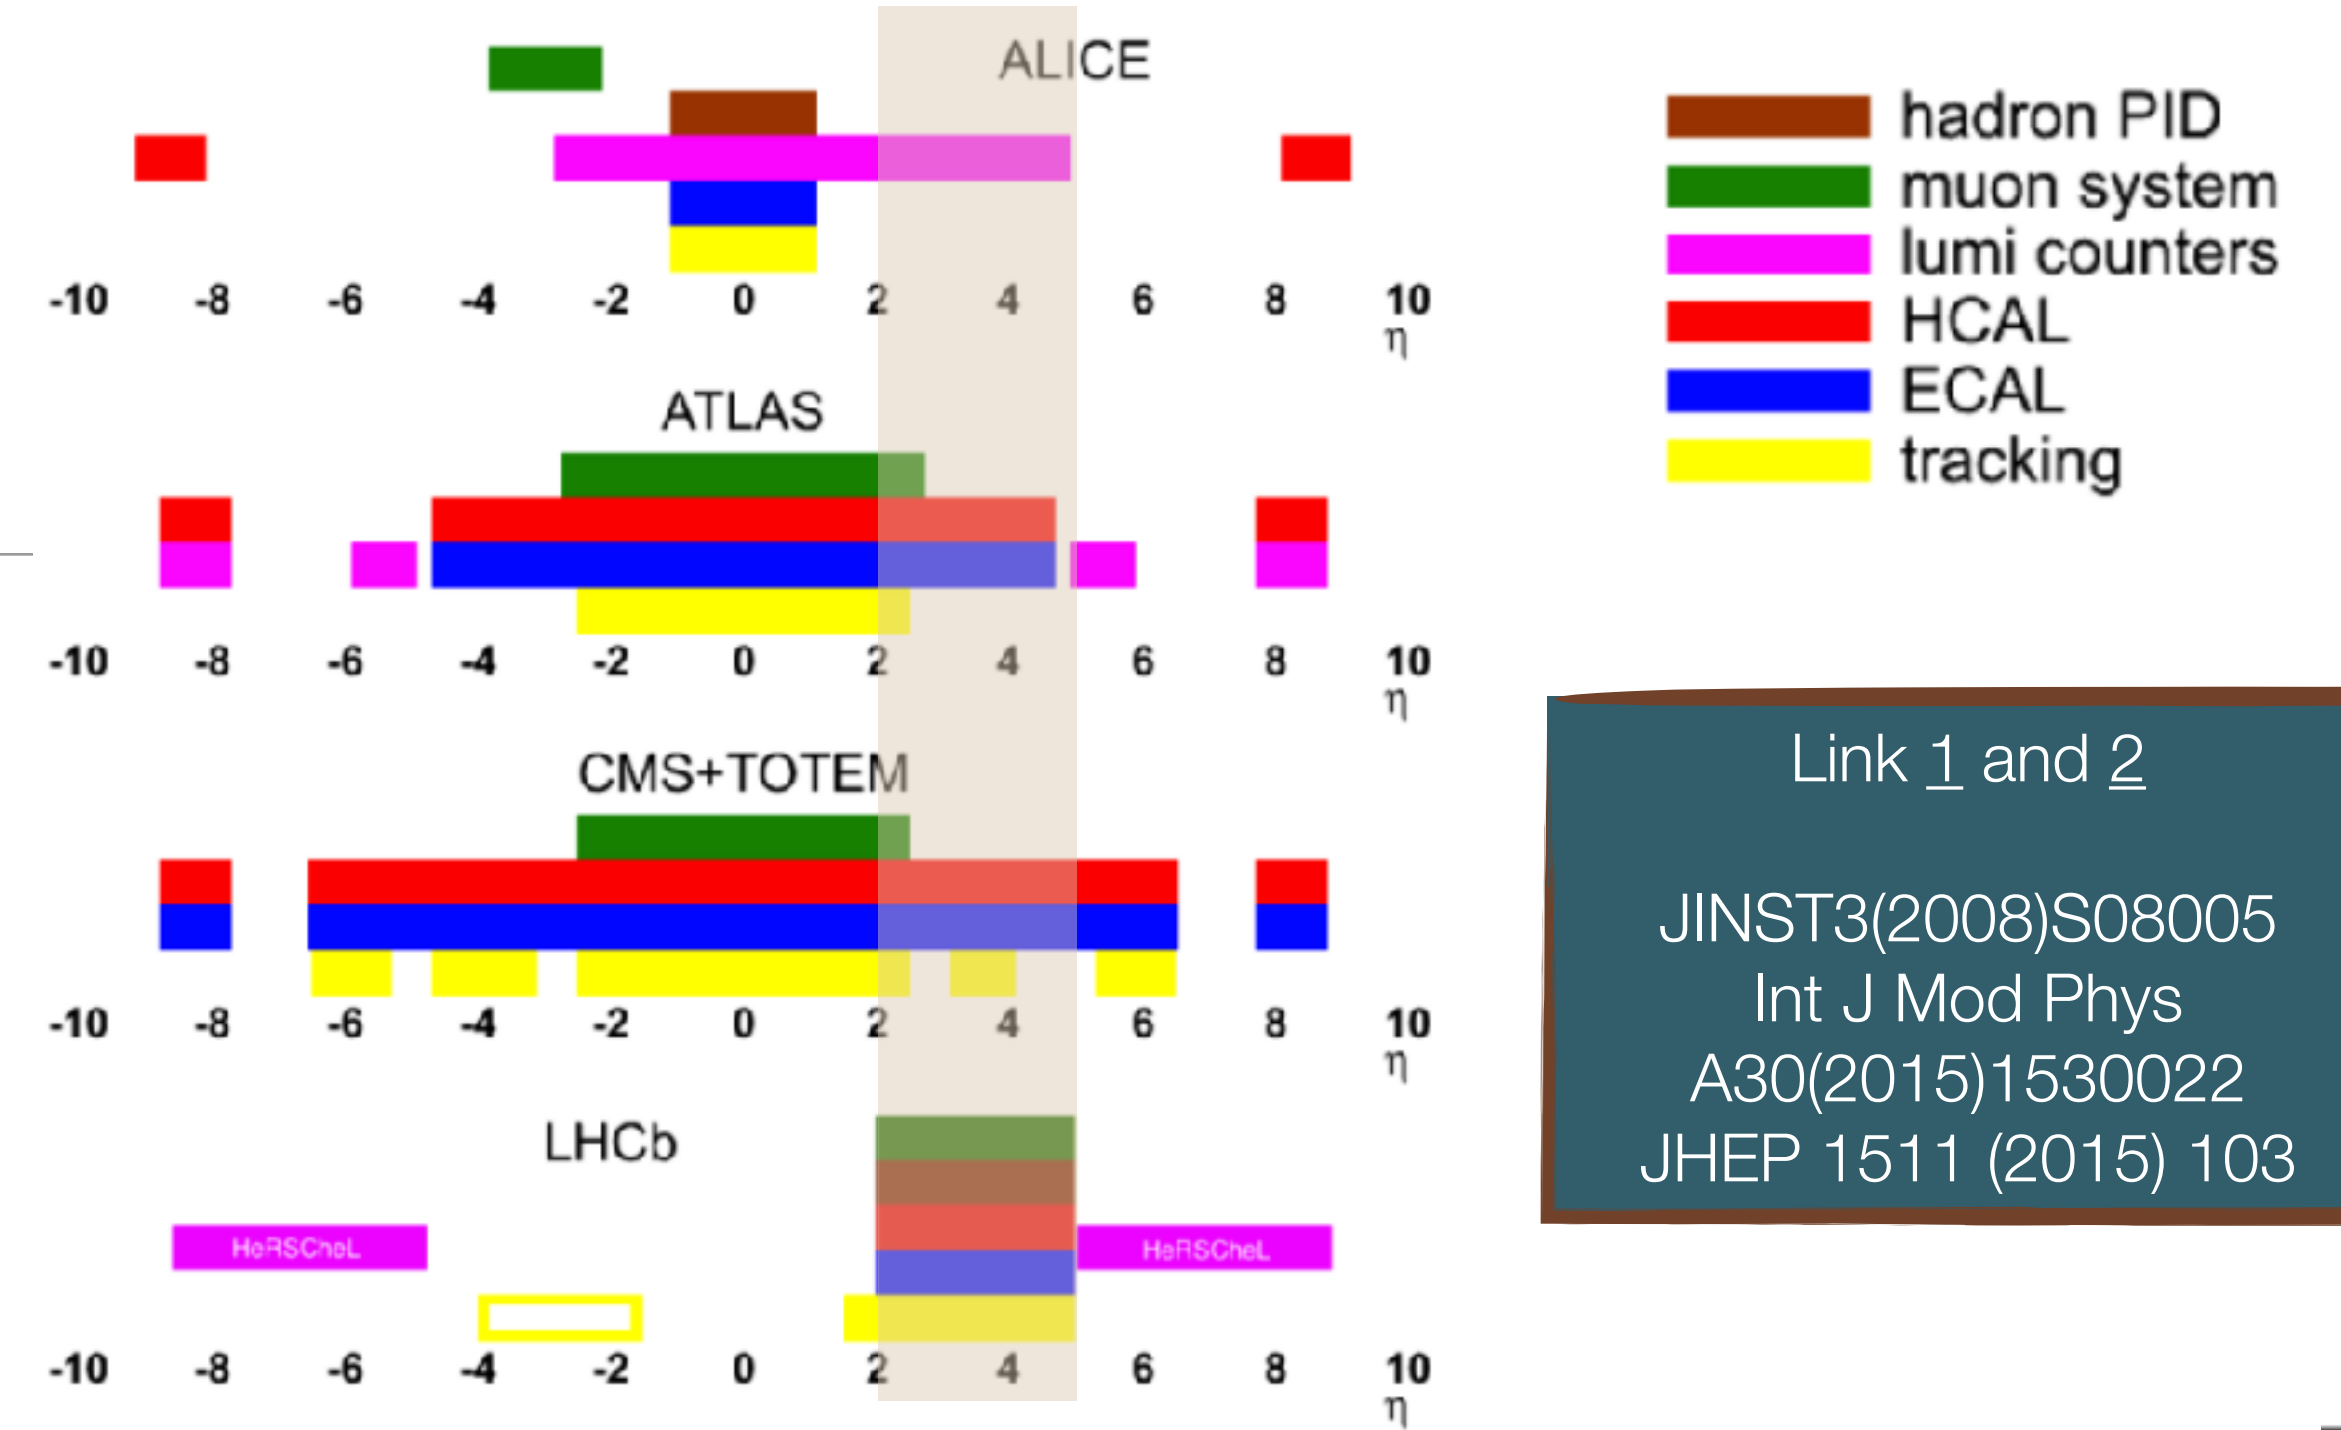 ALICE
-10 -8 -6 -4 -2 0 2 4 6 8 10
η
ATLAS
-10 -8 -6 -4 -2 0 2 4 6 8 10
η
CMS+TOTEM
-10 -8 -6 -4 -2 0 2 4 6 8 10
η
LHCb
HeRSCheL HeRSCheL
-10 -8 -6 -4 -2 0 2 4 6 8 10
η
hadron PID
muon system
lumi counters
HCAL
ECAL
tracking
Link 1 and 2
JINST3(2008)S08005
Int J Mod Phys
A30(2015)1530022
JHEP 1511 (2015) 103